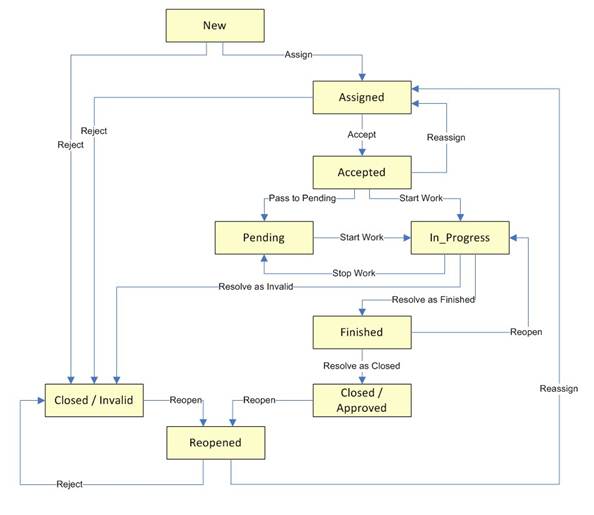 New
Assign
Assigned
Reject
Reject
Accept
Reassign
Accepted
Pass to Pending
Start Work
Pending
Start Work
In_Progress
Stop Work
Resolve as Invalid
Resolve as Finished
Finished
Reopen
Resolve as Closed
Reassign
Closed / Invalid
Reopen
Reopen
Closed /
Approved
Reopened
Reject